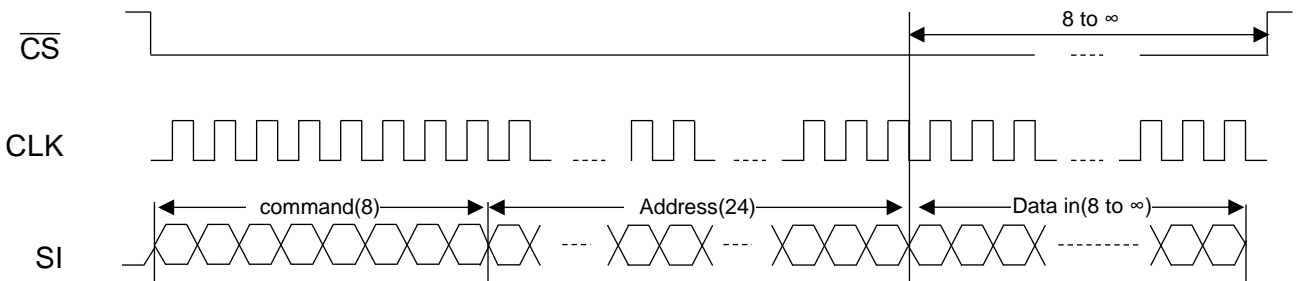 8 to ∞
CS
CLK
command(8)
Address(24)
Data in(8 to ∞)
SI